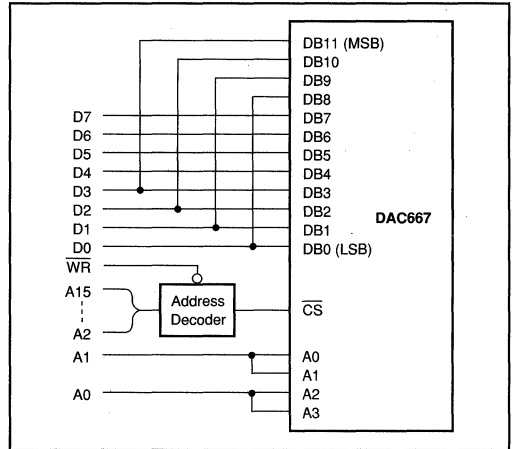 DB11 (MSB)
DB10
DB9
DB8
D7 DB7
D6 DB6
D5 DB5
D4 DB4
D3 DB3
D2 DB2
DAC667
D1 DB1
D0 DB0 (LSB)
WR
A15
Address
Decoder
CS
A2
A1 A0
A1
A0 A2
A3